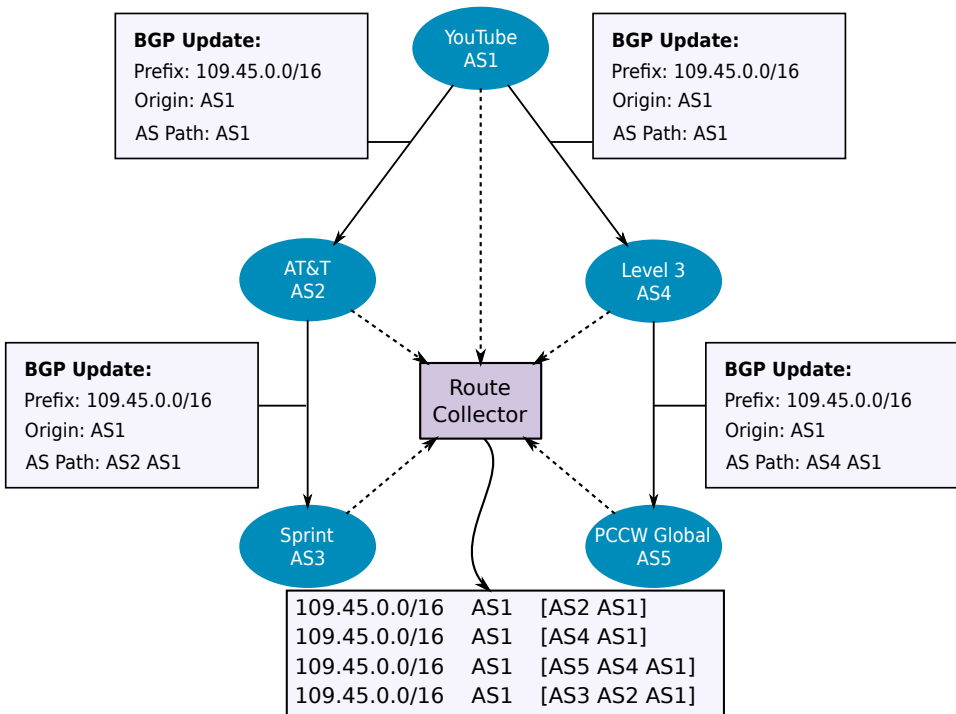 BGP Update:
Prefix: 109.45.0.0/16
Origin: AS1
AS Path: AS1
YouTube
AS1
BGP Update:
Prefix: 109.45.0.0/16
Origin: AS1
AS Path: AS1
AT&T
AS2
Level 3
AS4
BGP Update:
Prefix: 109.45.0.0/16
Origin: AS1
AS Path: AS2 AS1
Route
Collector
BGP Update:
Prefix: 109.45.0.0/16
Origin: AS1
AS Path: AS4 AS1
Sprint
AS3
PCCW Global
AS5
109.45.0.0/16 AS1 [AS2 AS1]
109.45.0.0/16 AS1 [AS4 AS1]
109.45.0.0/16 AS1 [AS5 AS4 AS1]
109.45.0.0/16 AS1 [AS3 AS2 AS1]